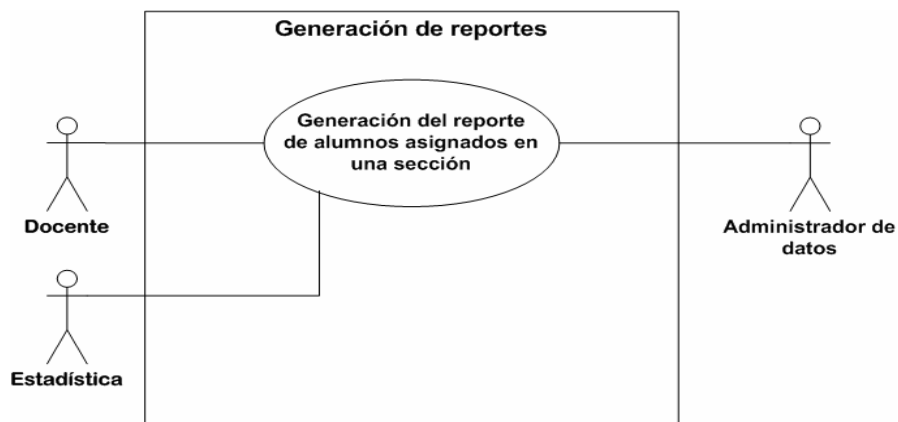 Generación de reportes
Generación del reporte
de alumnos asignados en
una sección
Docente
Administrador de
datos
Estadística